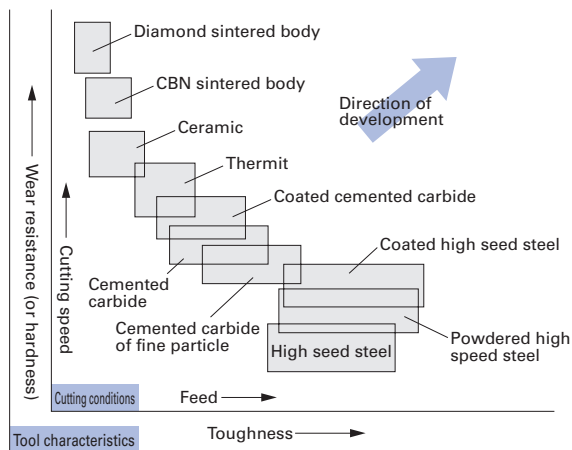 Diamond sintered body
CBN sintered body
Direction of
development
Ceramic
Thermit
Coated cemented carbide
Coated high seed steel
Cemented
carbide
Cemented carbide
of fine particle
High seed steel
Powdered high
speed steel
Wear resistance (or hardness)
Cutting speed
Cutting conditions
Feed
Tool characteristics
Toughness